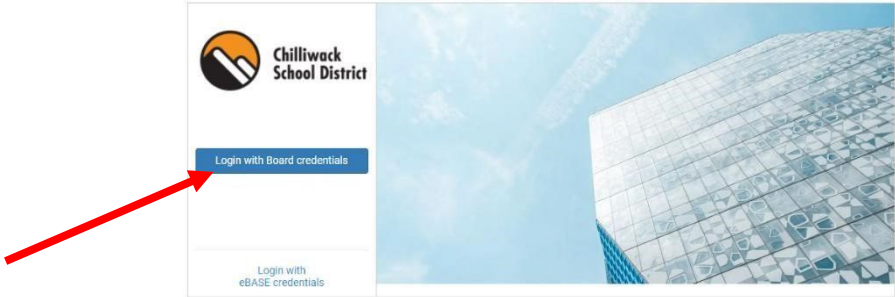 Chilliwack
School District
Login with Board credentials
Login with
eBASE credentials